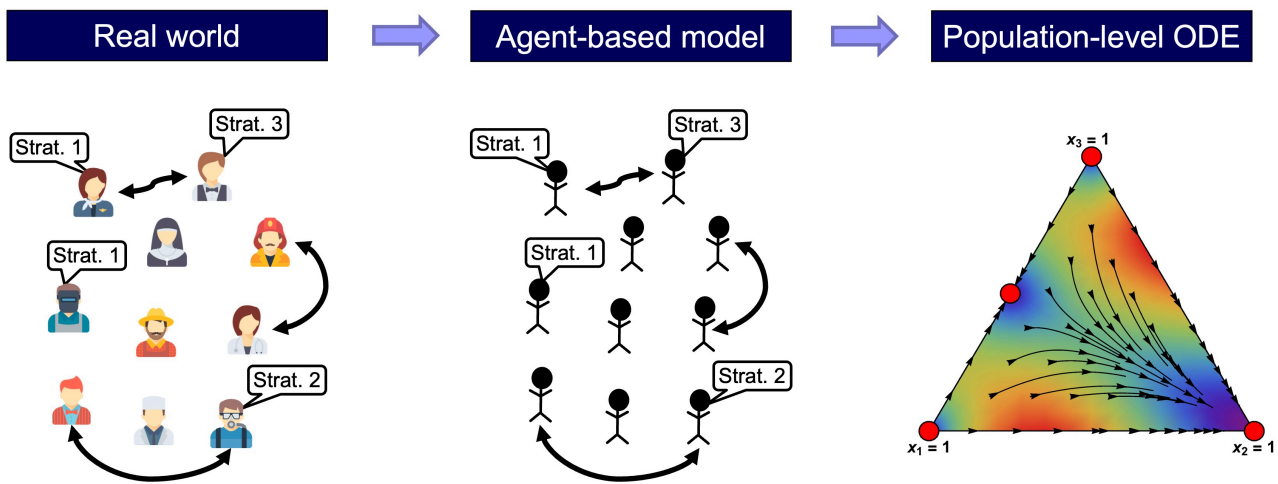 Real world
Agent-based model
Population-level ODE
Strat. 1
Strat. 3
Strat. 1
Strat. 2
Strat. 1
Strat. 3
Strat. 1
Strat. 2
x₃ = 1
x₁ = 1
x₂ = 1